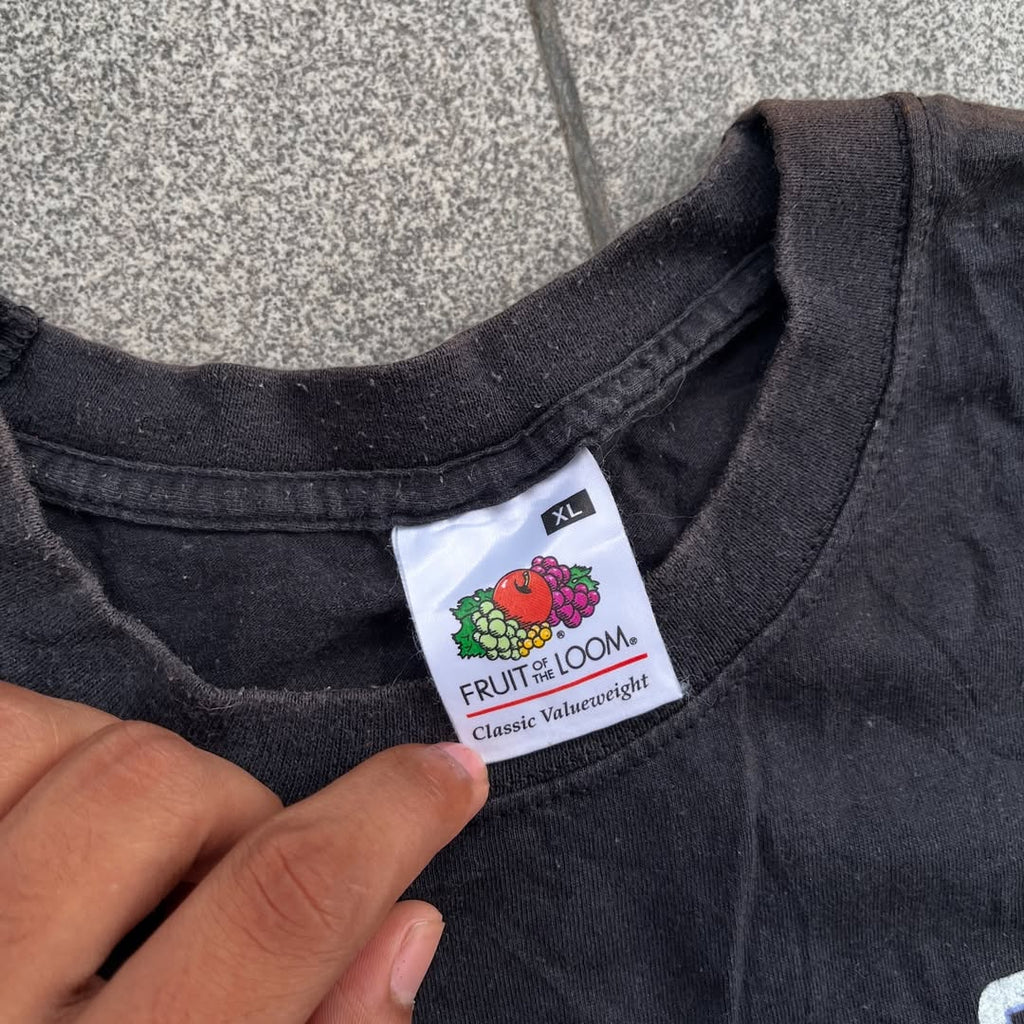 XL
FRUIT OF THE LOOM®
Classic Valueweight